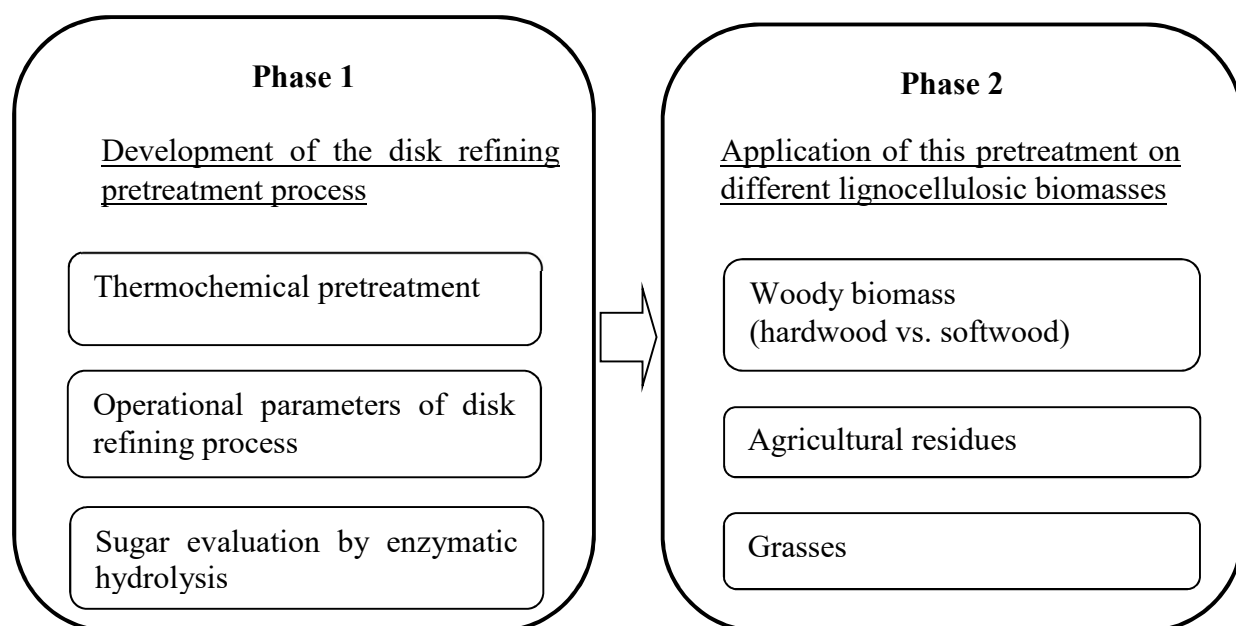 Phase 1
Development of the disk refining
pretreatment process
Thermochemical pretreatment
Operational parameters of disk
refining process
Sugar evaluation by enzymatic
hydrolysis
Phase 2
Application of this pretreatment on
different lignocellulosic biomasses
Woody biomass
(hardwood vs. softwood)
Agricultural residues
Grasses